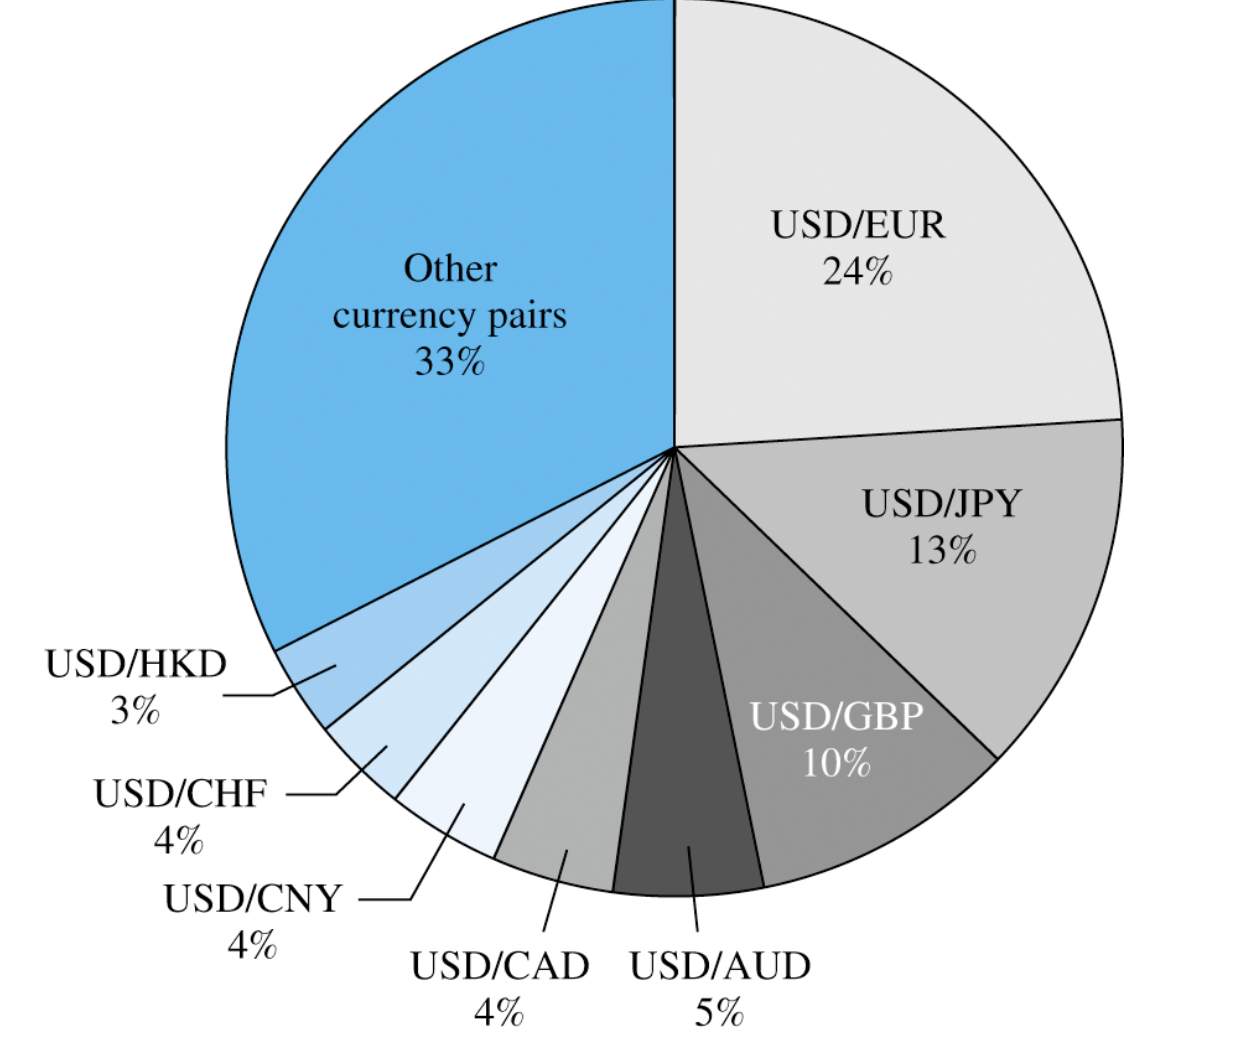 Other
currency pairs
33%
USD/EUR
24%
USD/JPY
13%
USD/GBP
10%
USD/AUD
5%
USD/CAD
4%
USD/CNY
4%
USD/CHF
4%
USD/HKD
3%